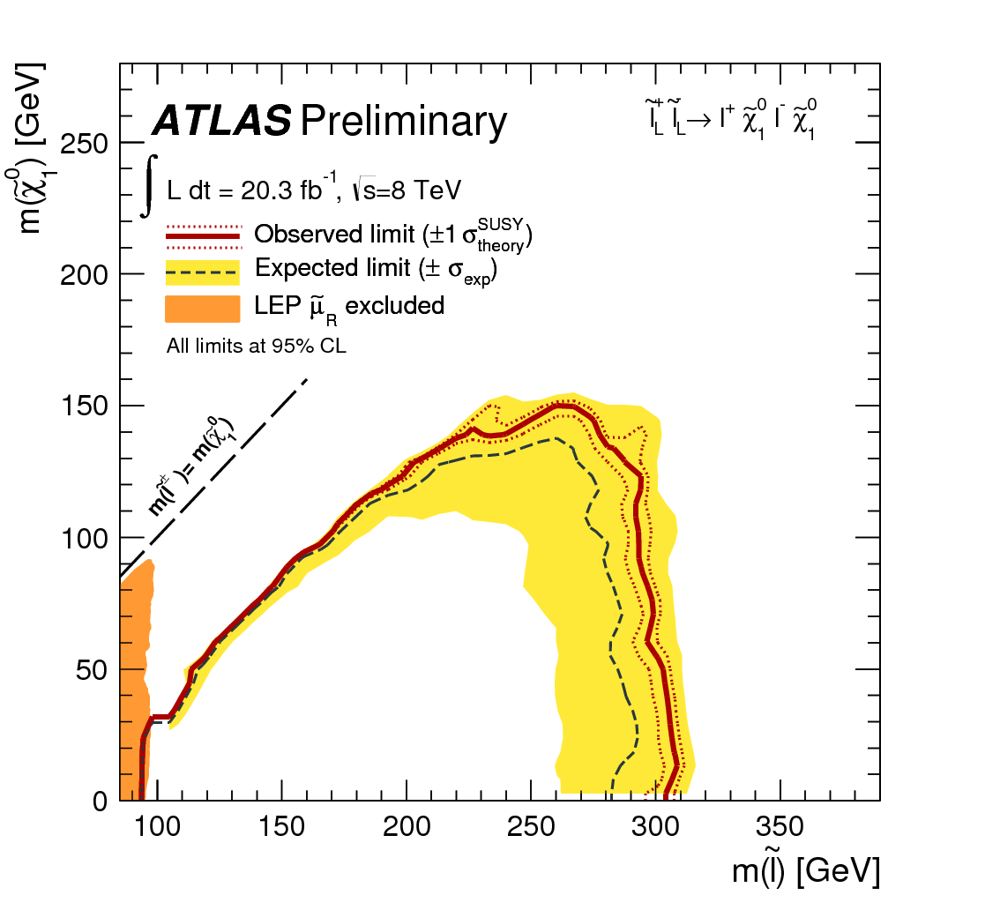 ATLAS Preliminary
l̃⁺_L l̃⁻_L → l⁺ χ̃⁰₁ l⁻ χ̃⁰₁
∫ L dt = 20.3 fb⁻¹, √s=8 TeV
Observed limit (±1 σ^SUSY_theory)
Expected limit (± σ_exp)
LEP μ̃_R excluded
All limits at 95% CL
m(l̃^±)= m(χ̃⁰₁)
m(χ̃⁰₁) [GeV]
250
200
150
100
50
0
100 150 200 250 300 350
m(l̃) [GeV]